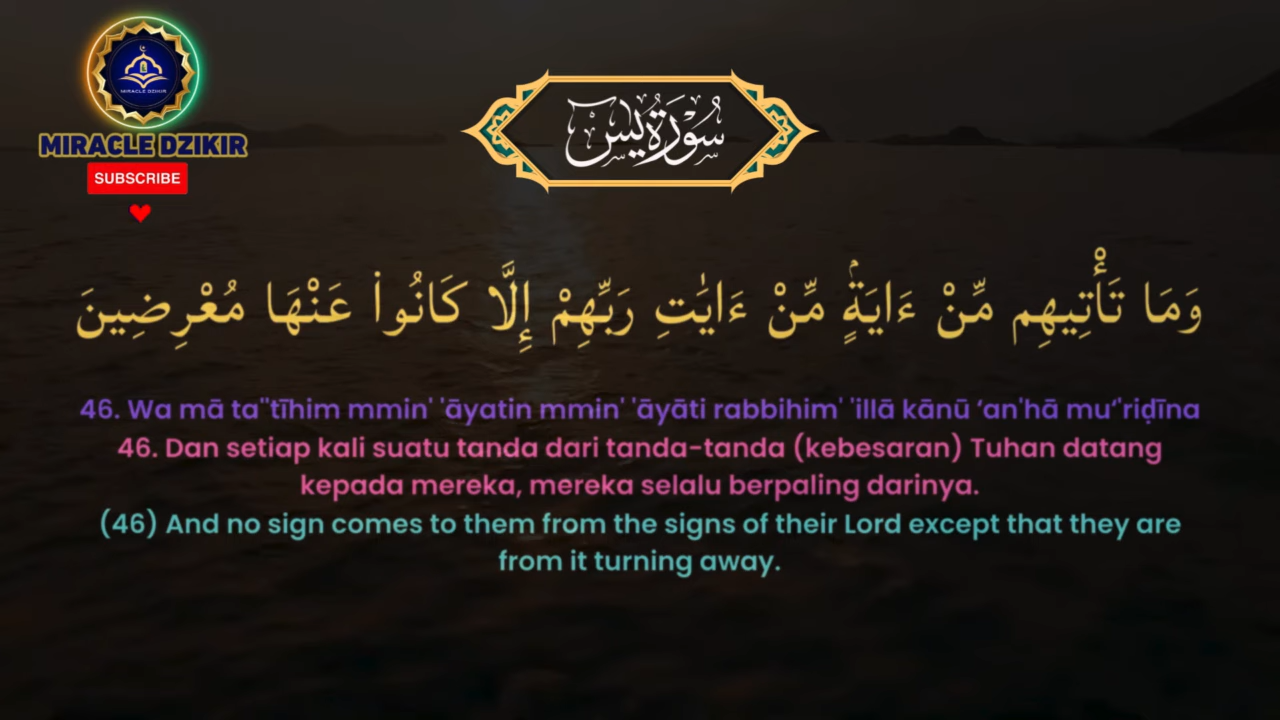 MIRACLE DZIKIR
MIRACLE DZIKIR
SUBSCRIBE
سُورَةُ يس
وَمَا تَأْتِيهِم مِّنْ ءَايَةٍۢ مِّنْ ءَايَٰتِ رَبِّهِمْ إِلَّا كَانُوا۟ عَنْهَا مُعْرِضِينَ
46. Wa mā ta''tīhim mmin' 'āyatin mmin' 'āyāti rabbihim' 'illā kānū ‘an'hā mu‘'riḍīna
46. Dan setiap kali suatu tanda dari tanda-tanda (kebesaran) Tuhan datang
kepada mereka, mereka selalu berpaling darinya.
(46) And no sign comes to them from the signs of their Lord except that they are
from it turning away.